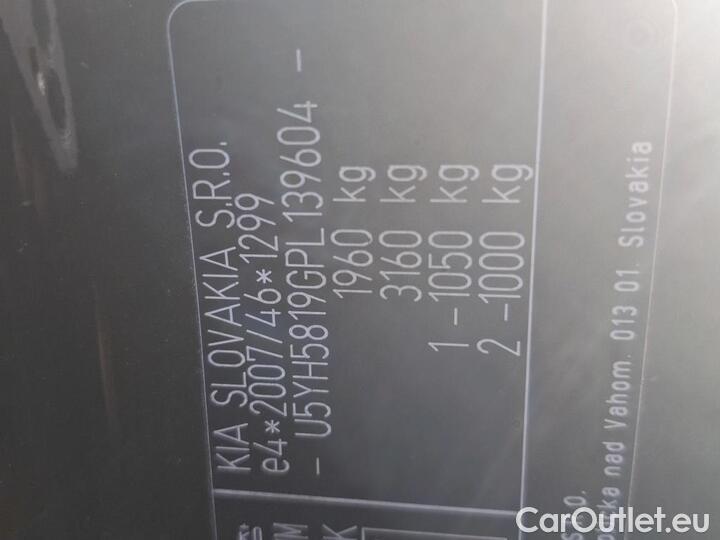 KIA SLOVAKIA S.R.O.
e4*2007/46*1299
– U5YH5819GPL139604 –
1960 kg
3160 kg
1 –1050 kg
2 –1000 kg
nad Vahom. 013 01. Slovakia
CarOutlet.eu